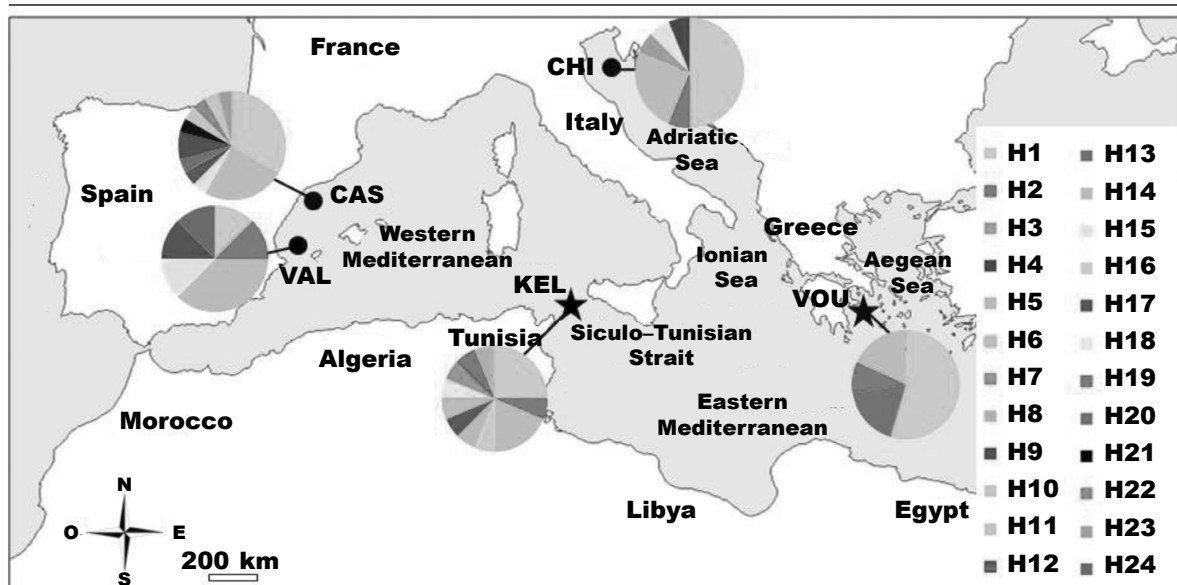 France
CHI
Italy
Adriatic
Sea
Spain
CAS
VAL
Western
Mediterranean
Greece
Ionian
Sea
Aegean
Sea
KEL
VOU
Tunisia
Siculo–Tunisian
Strait
Algeria
Morocco
Eastern
Mediterranean
Libya
Egypt
N
O E
S
200 km
H1
H2
H3
H4
H5
H6
H7
H8
H9
H10
H11
H12
H13
H14
H15
H16
H17
H18
H19
H20
H21
H22
H23
H24